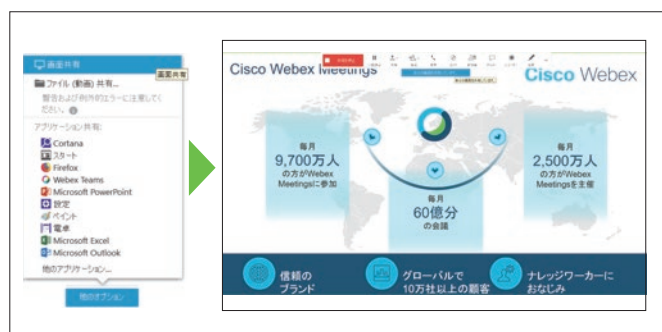 画面共有
画面共有
ファイル (動画) 共有...
警告および例外的エラーに注意してく
ださい。
アプリケーション共有:
Cortana
スタート
Firefox
Webex Teams
Microsoft PowerPoint
設定
ペイント
電卓
Microsoft Excel
Microsoft Outlook
他のアプリケーション...
他のオプション
Cisco Webex Meetings
Cisco Webex
毎月
9,700万人
の方がWebex
Meetingsに参加
毎月
60億分
の会議
毎月
2,500万人
の方がWebex
Meetingsを主催
信頼の
ブランド
グローバルで
10万社以上の顧客
ナレッジワーカーに
おなじみ